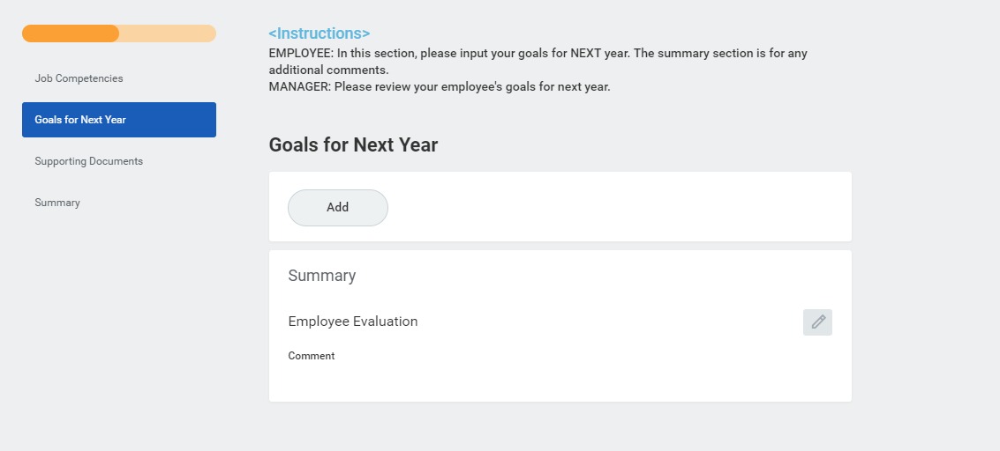 Job Competencies
Goals for Next Year
Supporting Documents
Summary
<Instructions>
EMPLOYEE: In this section, please input your goals for NEXT year. The summary section is for any
additional comments.
MANAGER: Please review your employee's goals for next year.
Goals for Next Year
Add
Summary
Employee Evaluation
Comment